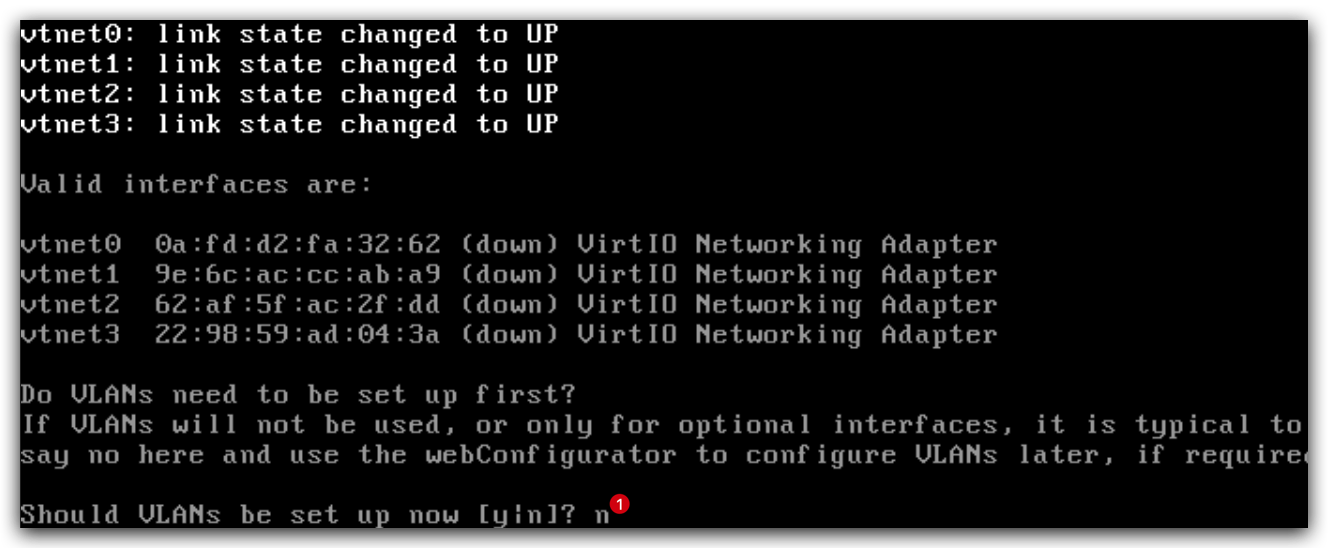 vtnet0: link state changed to UP
vtnet1: link state changed to UP
vtnet2: link state changed to UP
vtnet3: link state changed to UP
Valid interfaces are:
vtnet0  0a:fd:d2:fa:32:62 (down) VirtIO Networking Adapter
vtnet1  9e:6c:ac:cc:ab:a9 (down) VirtIO Networking Adapter
vtnet2  62:af:5f:ac:2f:dd (down) VirtIO Networking Adapter
vtnet3  22:98:59:ad:04:3a (down) VirtIO Networking Adapter
Do VLANs need to be set up first?
If VLANs will not be used, or only for optional interfaces, it is typical to
say no here and use the webConfigurator to configure VLANs later, if require
Should VLANs be set up now [y|n]? n 1